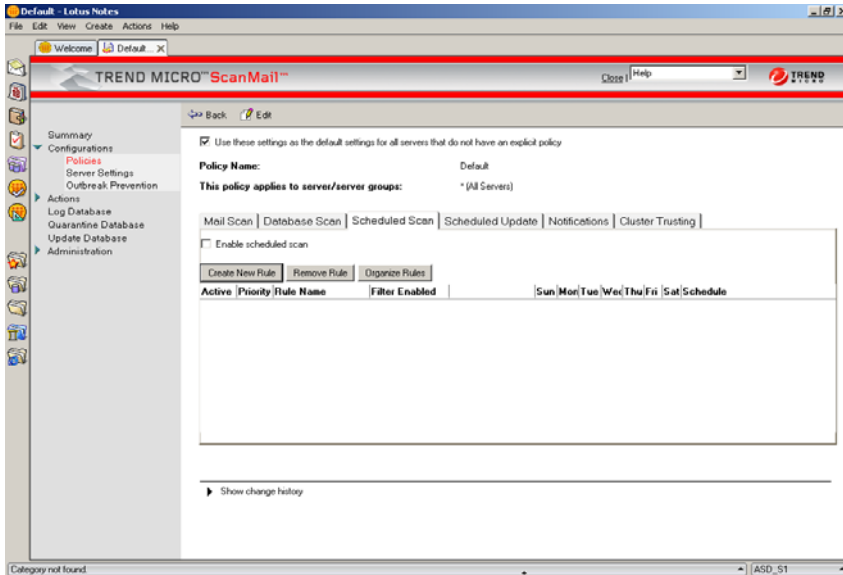 Default - Lotus Notes
File Edit View Create Actions Help
Welcome Default... X
TREND MICRO™ ScanMail™
Close | Help
TREND MICRO
Back Edit
Summary
Configurations
Policies
Server Settings
Outbreak Prevention
Actions
Log Database
Quarantine Database
Update Database
Administration
Use these settings as the default settings for all servers that do not have an explicit policy
Policy Name: Default
This policy applies to server/server groups: * (All Servers)
Mail Scan | Database Scan | Scheduled Scan | Scheduled Update | Notifications | Cluster Trusting |
Enable scheduled scan
Create New Rule Remove Rule Organize Rules
Active Priority Rule Name Filter Enabled Sun Mon Tue Wed Thu Fri Sat Schedule
Show change history
Category not found. ASD_S1